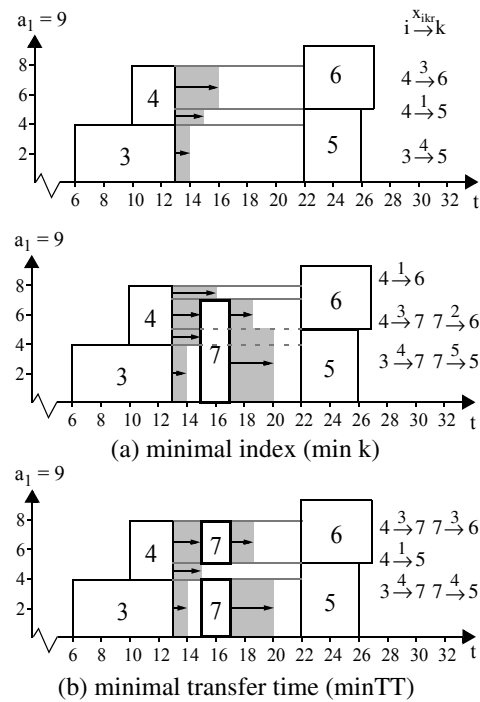 a₁ = 9
x_ikr
i → k
8
6
4
2
4
3
6
5
4 →³ 6
4 →¹ 5
3 →⁴ 5
6 8 10 12 14 16 18 20 22 24 26 28 30 32 t
a₁ = 9
8
6
4
2
4
3
7
6
5
4 →¹ 6
4 →³ 7 7 →² 6
3 →⁴ 7 7 →⁵ 5
6 8 10 12 14 16 18 20 22 24 26 28 30 32 t
(a) minimal index (min k)
a₁ = 9
8
6
4
2
4
3
7
7
6
5
4 →³ 7 7 →³ 6
4 →¹ 5
3 →⁴ 7 7 →⁴ 5
6 8 10 12 14 16 18 20 22 24 26 28 30 32 t
(b) minimal transfer time (minTT)